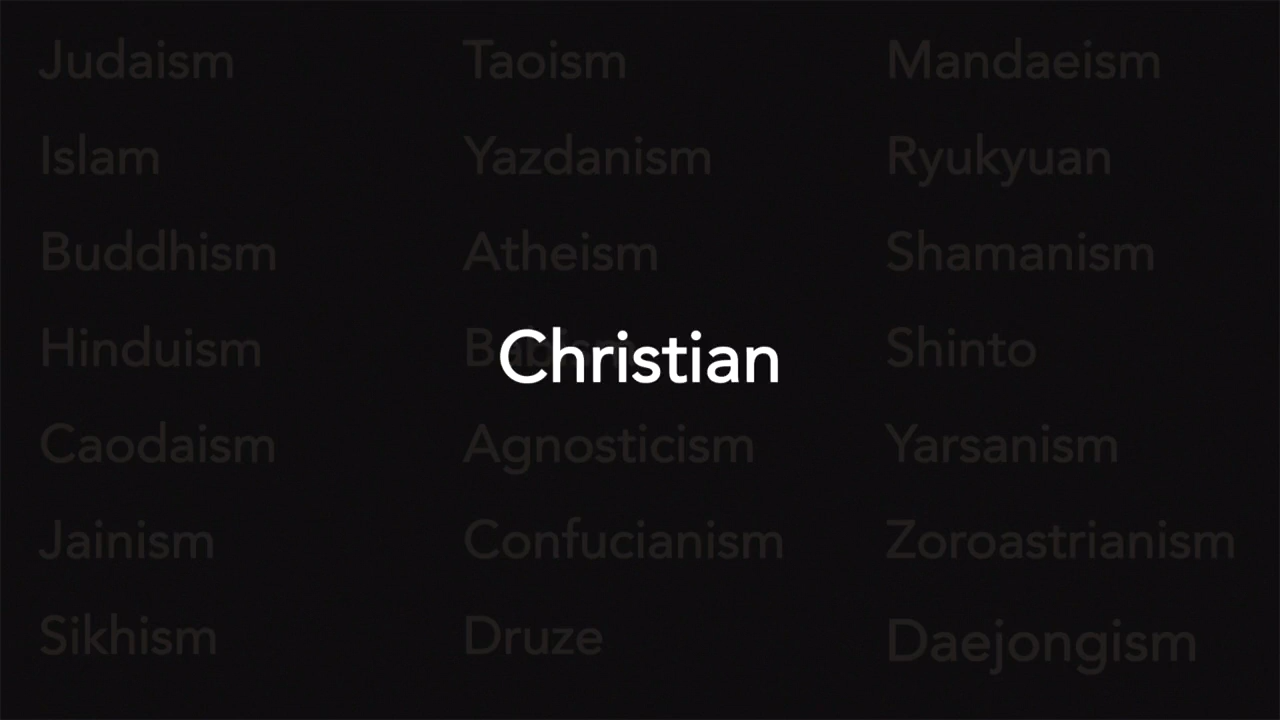 Judaism
Taoism
Mandaeism
Islam
Yazdanism
Ryukyuan
Buddhism
Atheism
Shamanism
Hinduism
Christian
Shinto
Caodaism
Agnosticism
Yarsanism
Jainism
Confucianism
Zoroastrianism
Sikhism
Druze
Daejongism